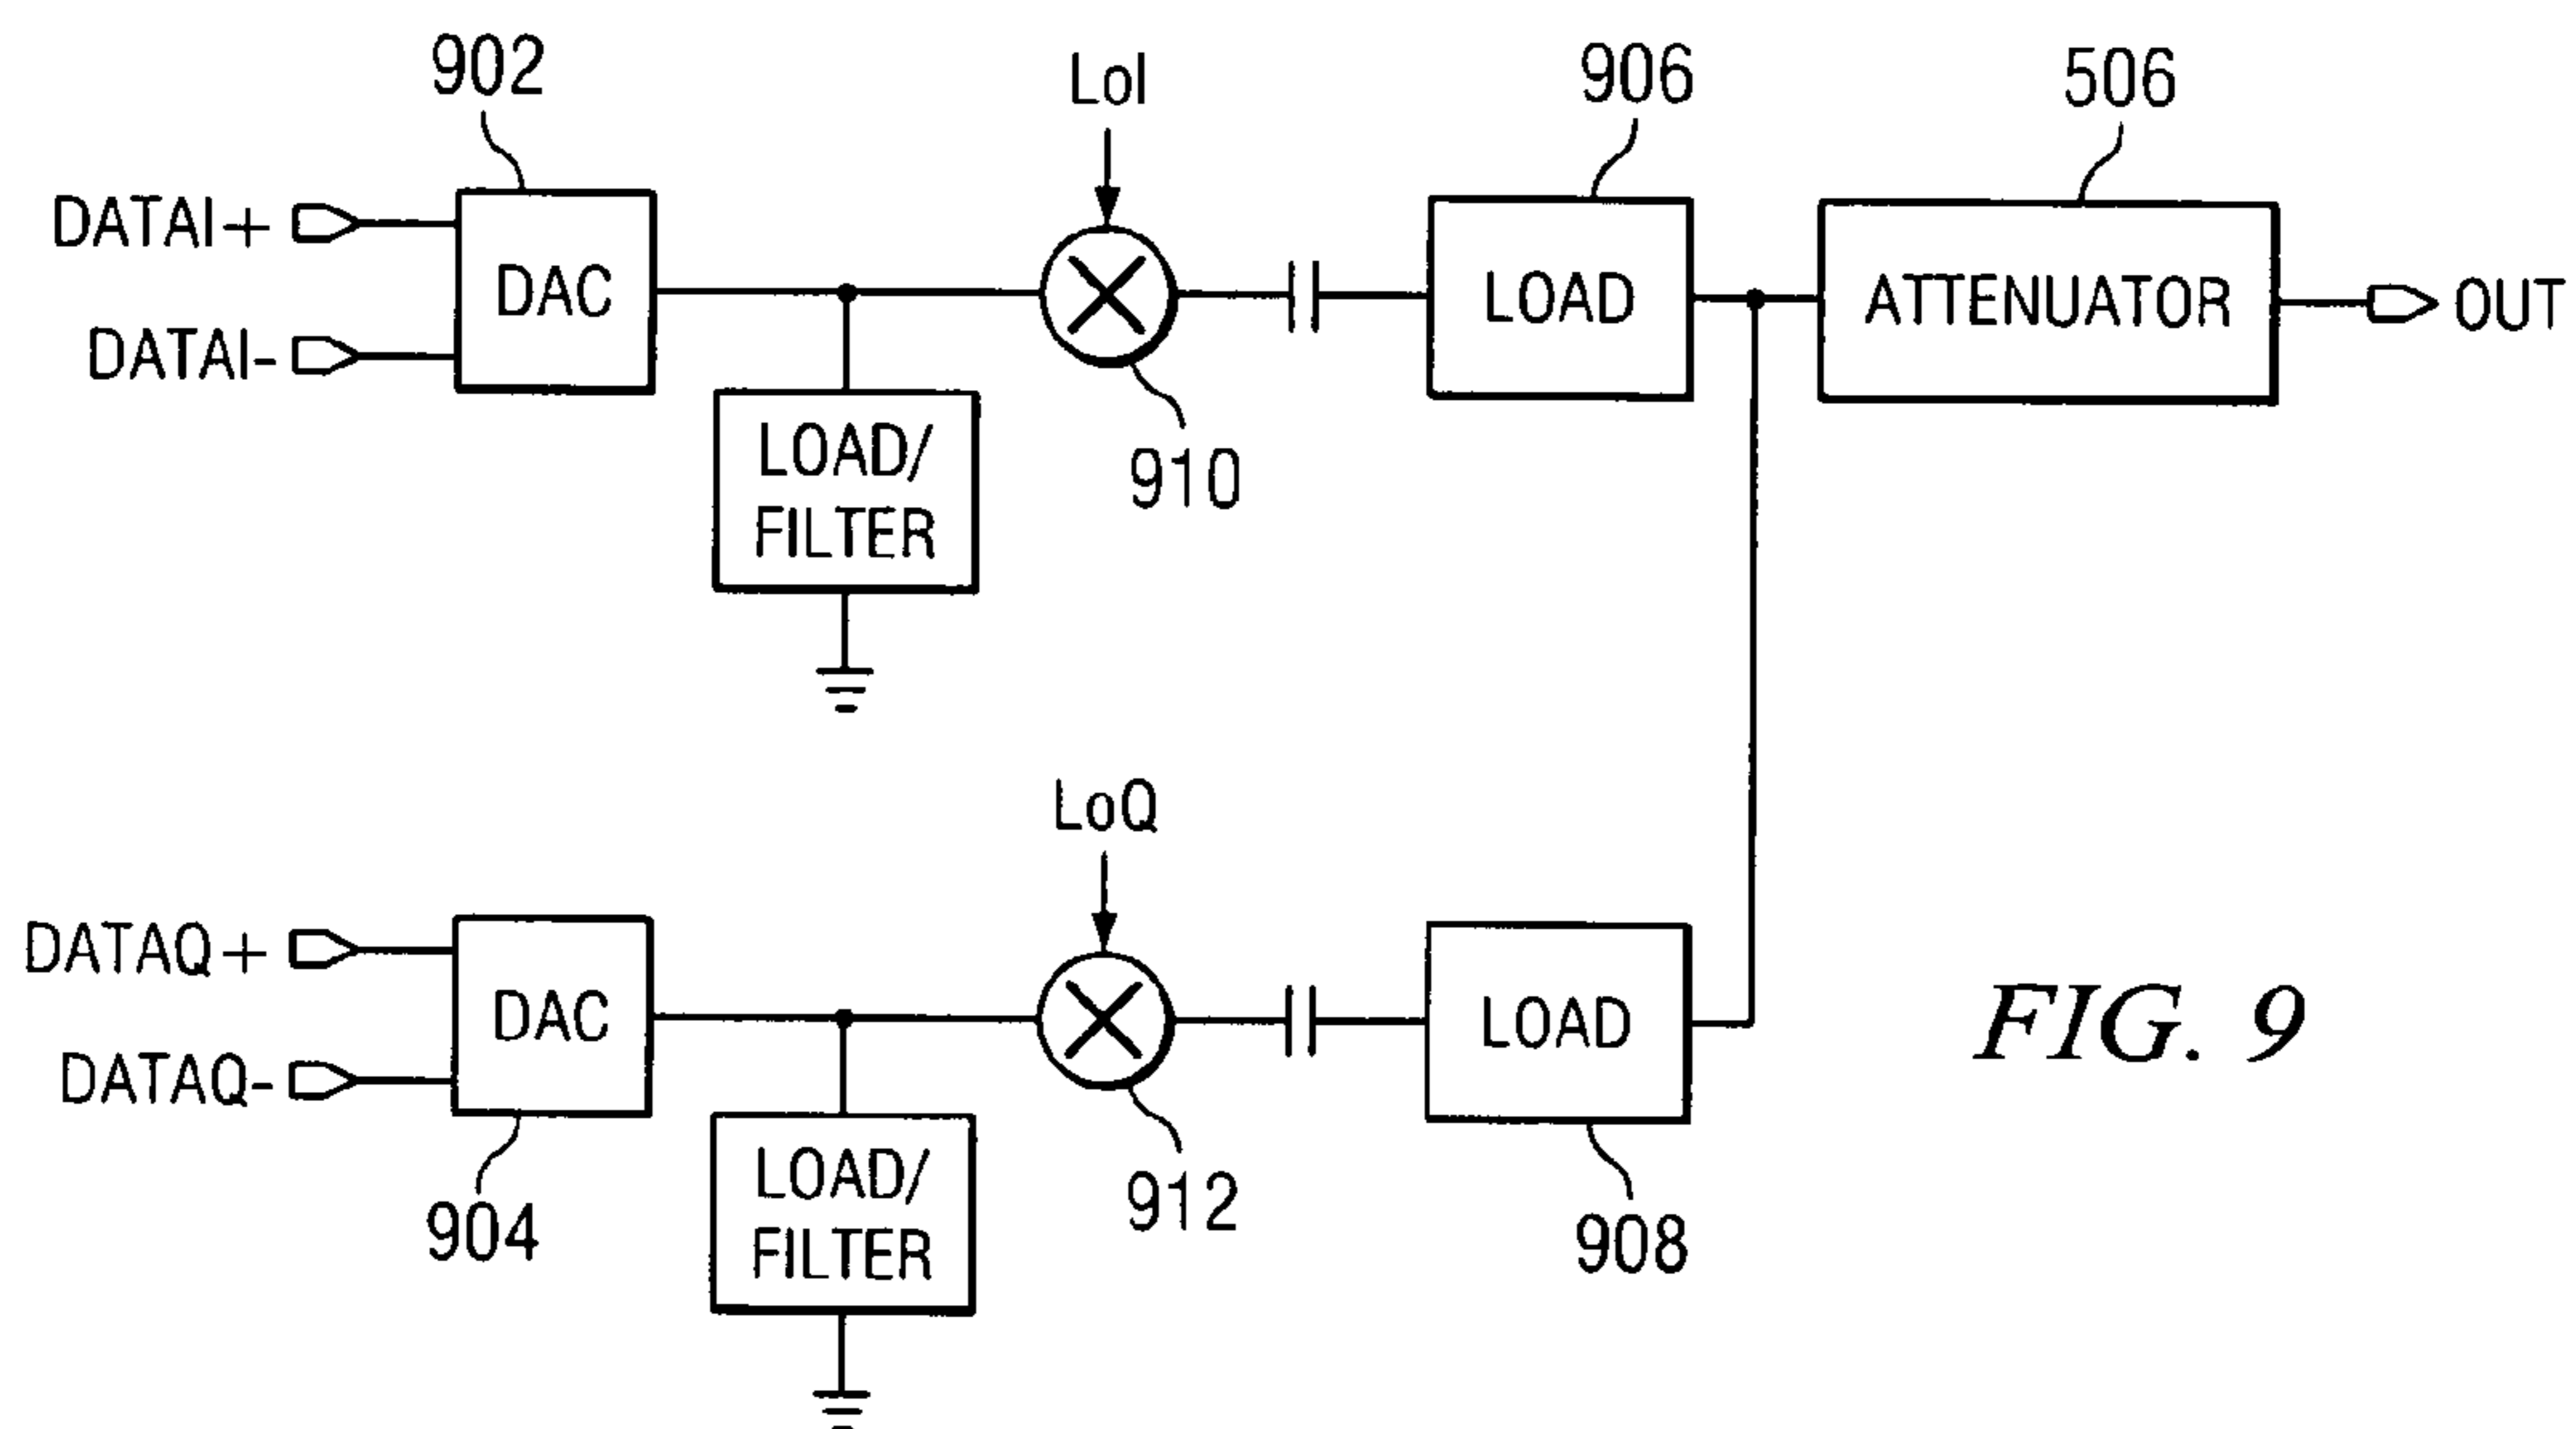 902
LoI
906
506
DATAI+
DATAI-
DAC
LOAD
ATTENUATOR
OUT
LOAD/
FILTER
910
LoQ
DATAQ+
DATAQ-
DAC
LOAD
FIG. 9
LOAD/
FILTER
904
912
908